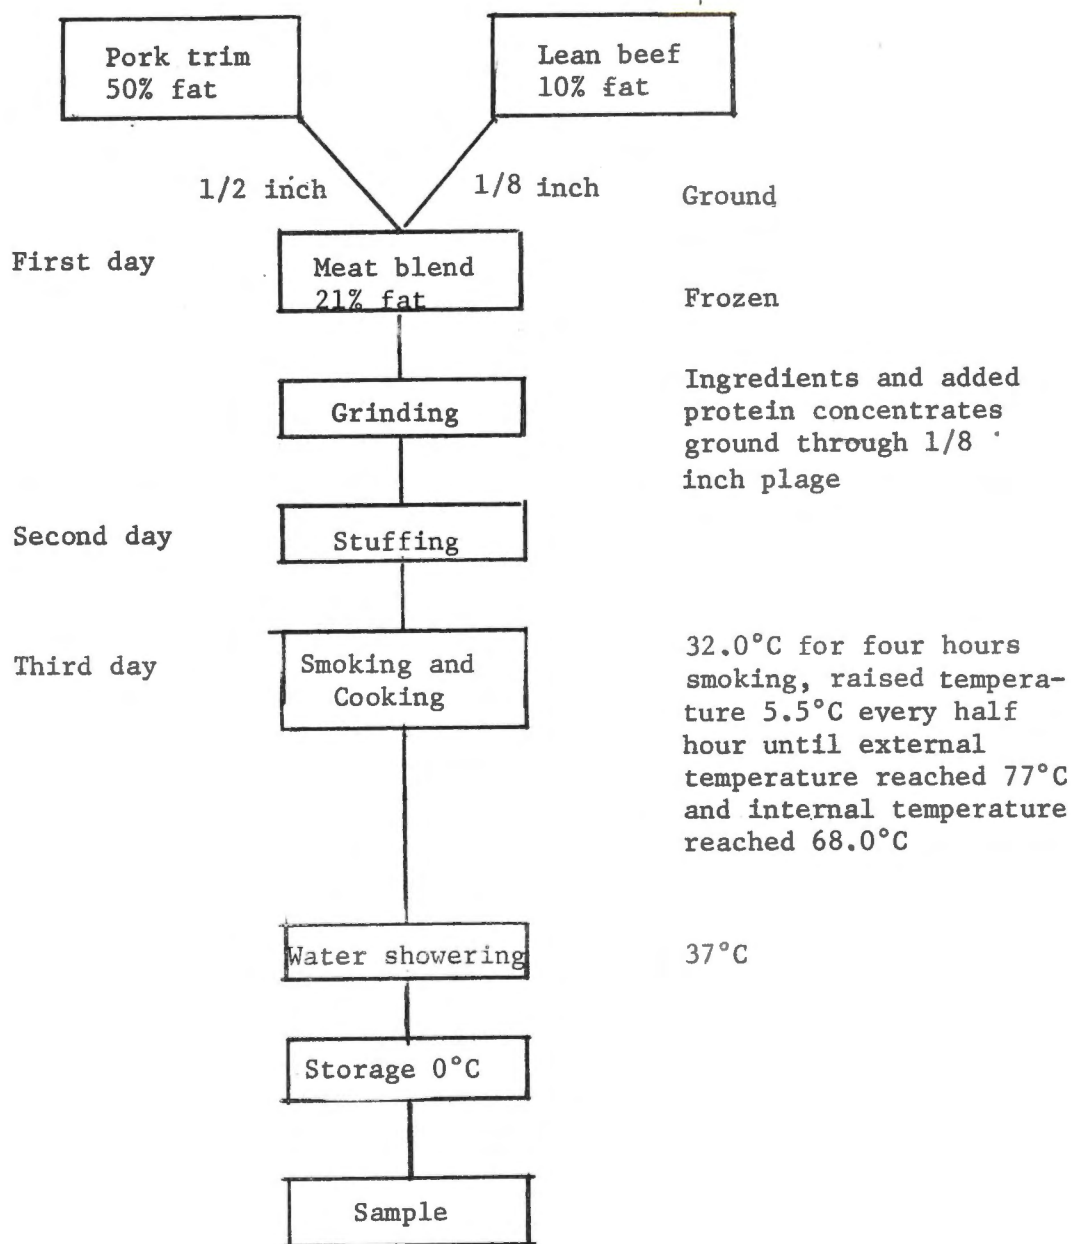 Pork trim
50% fat
Lean beef
10% fat
1/2 inch
1/8 inch
Ground
First day
Meat blend
21% fat
Frozen
Grinding
Ingredients and added
protein concentrates
ground through 1/8
inch plage
Second day
Stuffing
Third day
Smoking and
Cooking
32.0°C for four hours
smoking, raised tempera-
ture 5.5°C every half
hour until external
temperature reached 77°C
and internal temperature
reached 68.0°C
Water showering
37°C
Storage 0°C
Sample